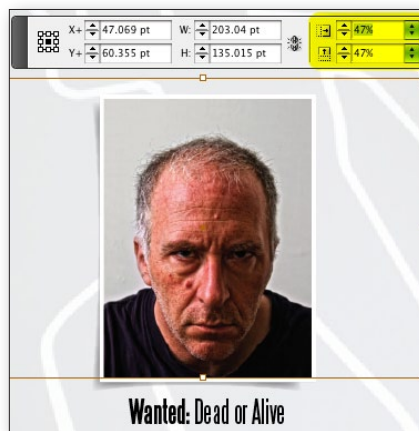 X+ 47.069 pt W: 203.04 pt 47%
Y+ 60.355 pt H: 135.015 pt 47%
Wanted: Dead or Alive